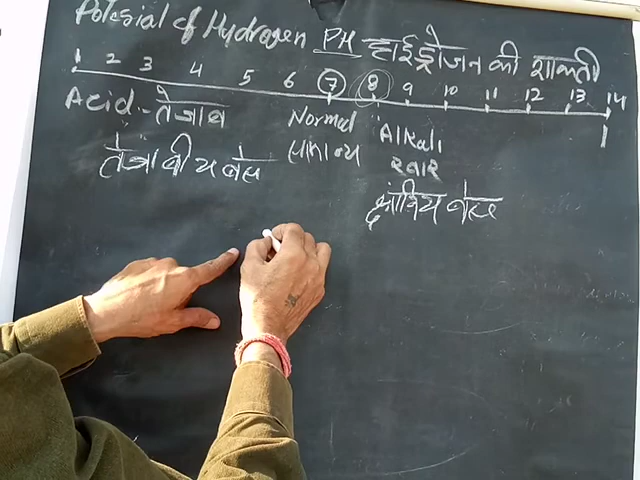 Potesial of Hydrogen PH हाईड्रोजन की शाक्ती
1 2 3 4 5 6 7 8 9 10 11 12 13 14
Acid - तेजाब Normal Alkali
सामान्य खार
तेजाबीय बेल्ट क्षारीय बेल्ट